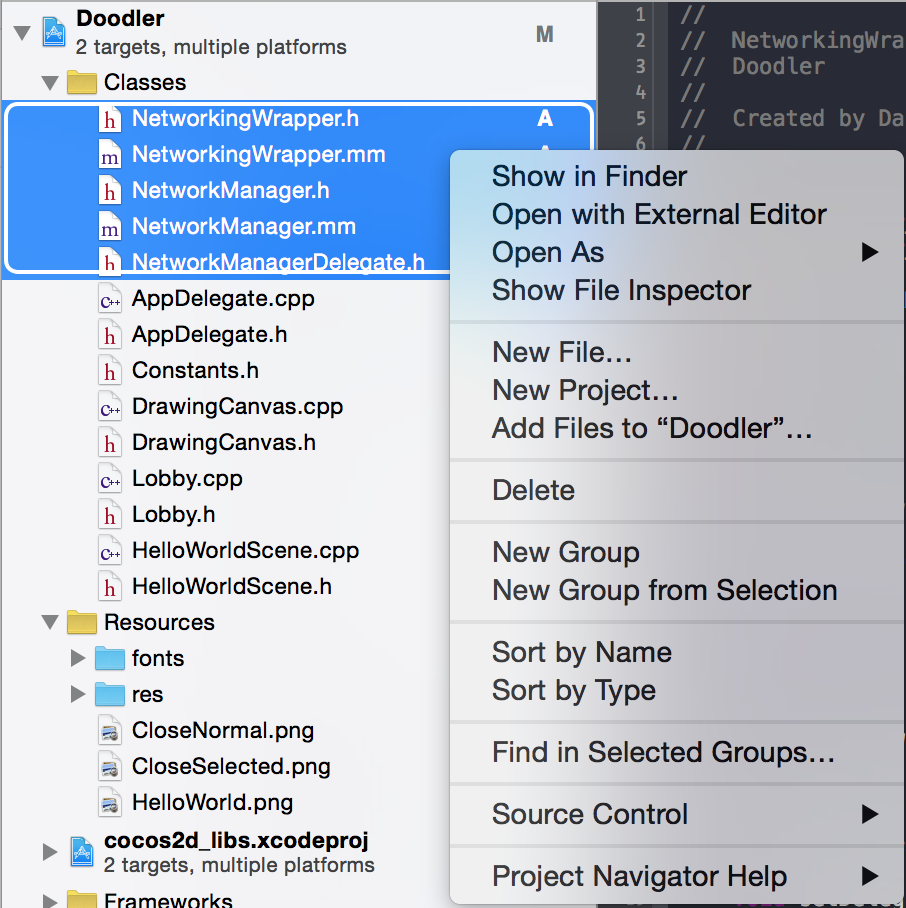 Doodler
2 targets, multiple platforms
M
Classes
h NetworkingWrapper.h A
m NetworkingWrapper.mm
h NetworkManager.h
m NetworkManager.mm
h NetworkManagerDelegate.h
C++ AppDelegate.cpp
h AppDelegate.h
h Constants.h
C++ DrawingCanvas.cpp
h DrawingCanvas.h
C++ Lobby.cpp
h Lobby.h
C++ HelloWorldScene.cpp
h HelloWorldScene.h
Resources
fonts
res
CloseNormal.png
CloseSelected.png
HelloWorld.png
cocos2d_libs.xcodeproj
2 targets, multiple platforms
Frameworks
1 //
2 // NetworkingWra
3 // Doodler
4 //
5 // Created by Da
6 //
Show in Finder
Open with External Editor
Open As
Show File Inspector
New File…
New Project…
Add Files to “Doodler”…
Delete
New Group
New Group from Selection
Sort by Name
Sort by Type
Find in Selected Groups…
Source Control
Project Navigator Help